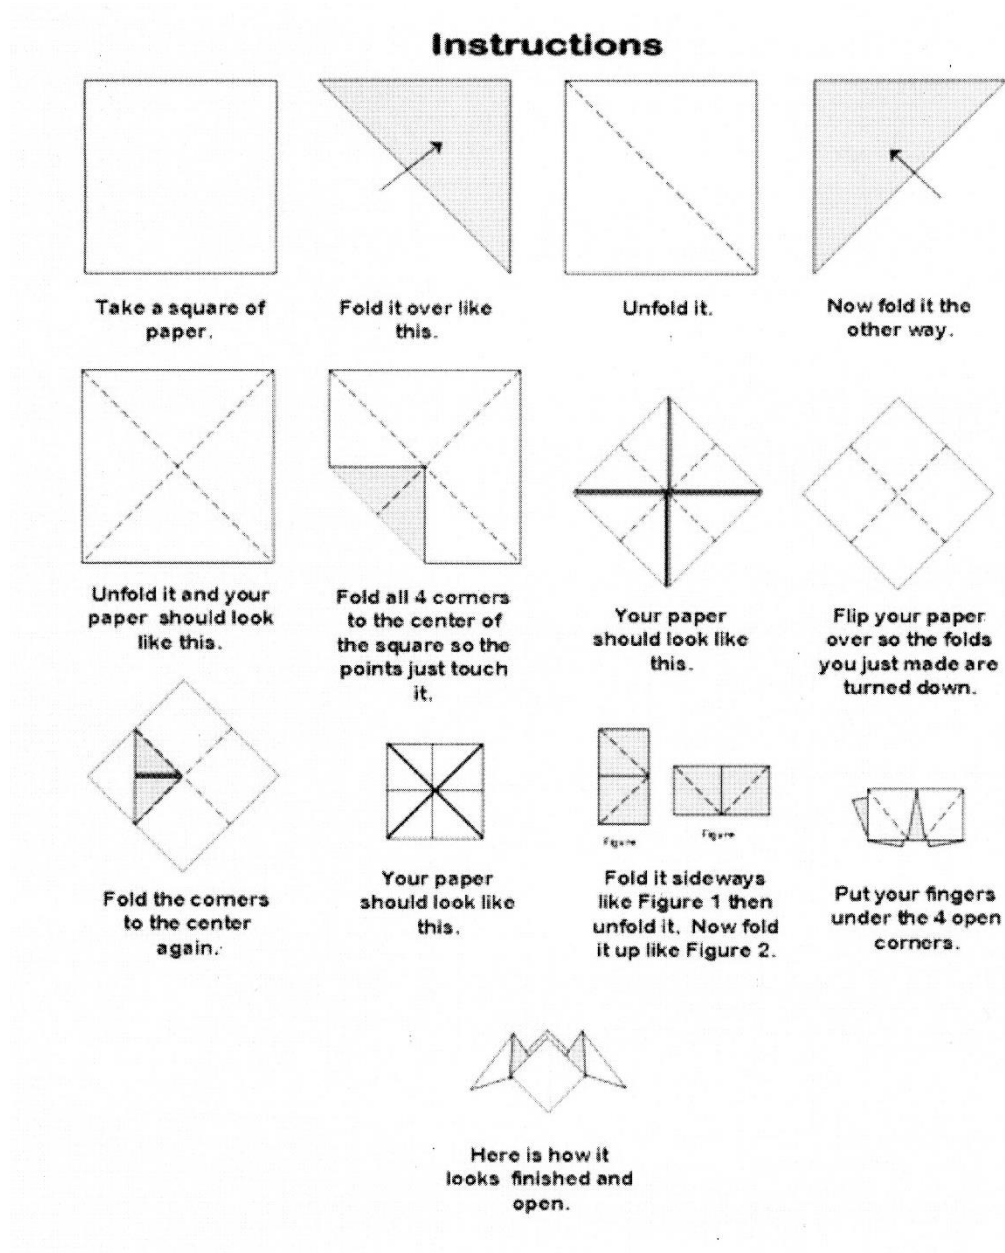 Instructions
Take a square of
paper.
Fold it over like
this.
Unfold it.
Now fold it the
other way.
Unfold it and your
paper should look
like this.
Fold all 4 corners
to the center of
the square so the
points just touch
it.
Your paper
should look like
this.
Flip your paper
over so the folds
you just made are
turned down.
Fold the corners
to the center
again.
Your paper
should look like
this.
Figure
Figure
Fold it sideways
like Figure 1 then
unfold it. Now fold
it up like Figure 2.
Put your fingers
under the 4 open
corners.
Here is how it
looks finished and
open.